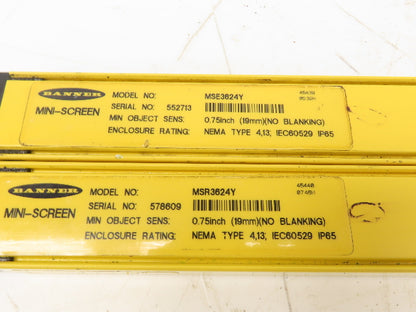 BANNER
MINI-SCREEN
MODEL NO: MSE3624Y
SERIAL NO: 552713
MIN OBJECT SENS: 0.75inch (19mm)(NO BLANKING)
ENCLOSURE RATING: NEMA TYPE 4,13; IEC60529 IP65
BANNER
MINI-SCREEN
MODEL NO: MSR3624Y 45440
SERIAL NO: 578609
MIN OBJECT SENS: 0.75inch (19mm)(NO BLANKING)
ENCLOSURE RATING: NEMA TYPE 4,13; IEC60529 IP65